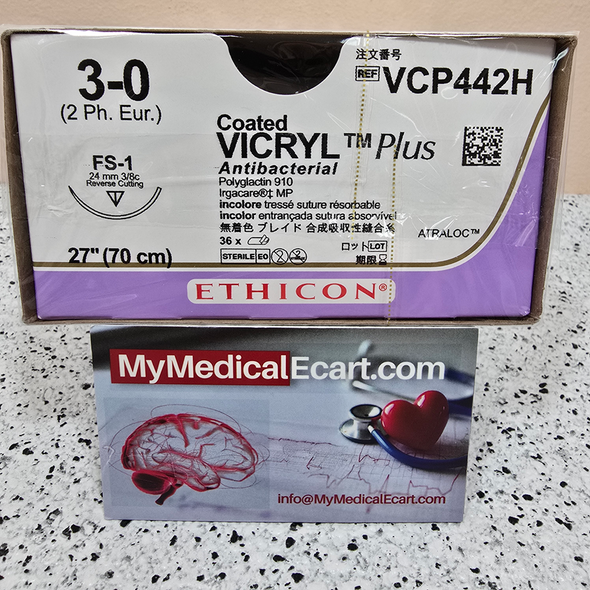 3-0
(2 Ph. Eur.)
FS-1
24 mm 3/8c
Reverse Cutting
27" (70 cm)
Coated
VICRYL™ Plus
Antibacterial
Polyglactin 910
Irgacare®‡ MP
incolore tressé suture résorbable
incolor entrançada sutura absorvível
無着色 ブレイド 合成吸収性縫合糸
36 x
STERILE EO
注文番号
REF VCP442H
ATRALOC™
ロット LOT
期限
ETHICON®
MyMedicalEcart.com
info@MyMedicalEcart.com